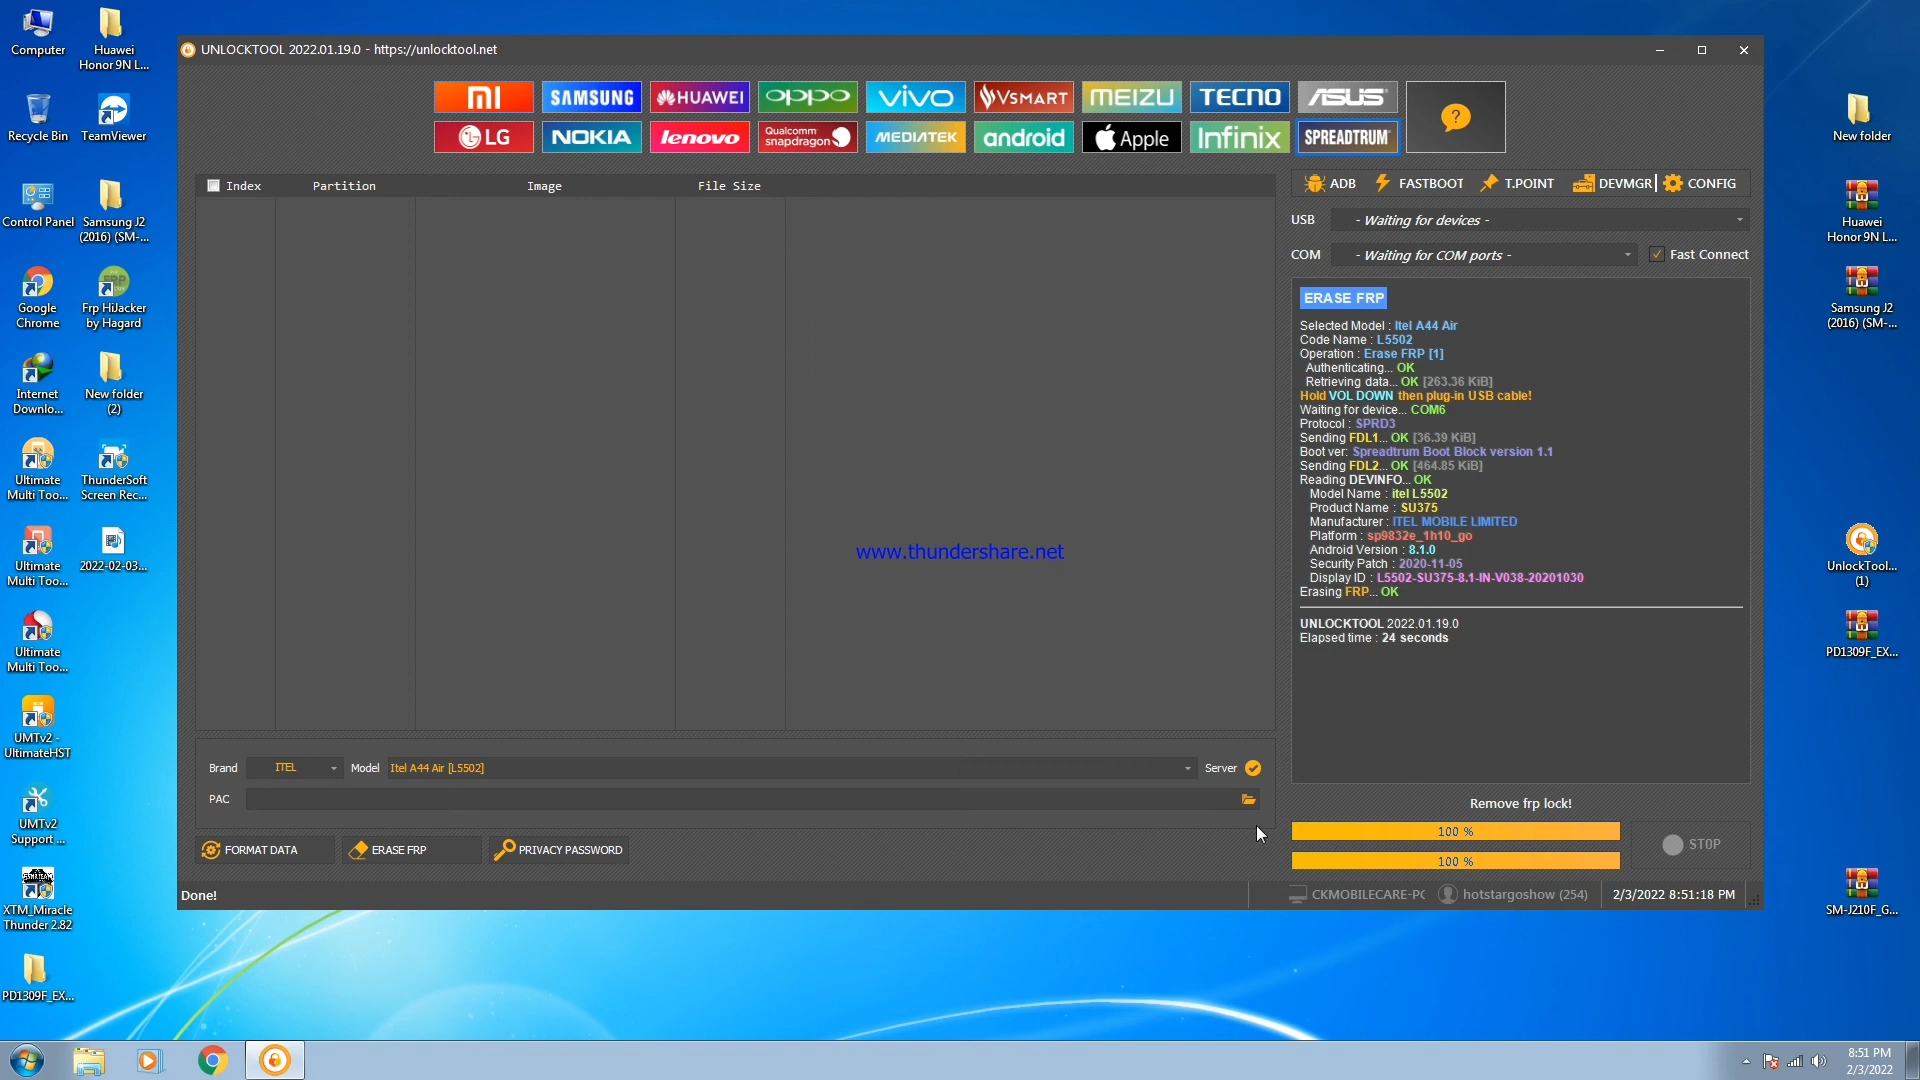 Computer
Huawei
Honor 9N L...
Recycle Bin
TeamViewer
Control Panel
Samsung J2
(2016) (SM-...
Google
Chrome
Frp HiJacker
by Hagard
Internet
Downlo...
New folder
(2)
Ultimate
Multi Too...
ThunderSoft
Screen Rec...
Ultimate
Multi Too...
2022-02-03...
Ultimate
Multi Too...
UMTv2 -
UltimateHST
UMTv2
Support ...
XTM_Miracle
Thunder 2.82
PD1309F_EX...
UNLOCKTOOL 2022.01.19.0 - https://unlocktool.net
MI
SAMSUNG
HUAWEI
oppo
vivo
VSMART
MEIZU
TECNO
ASUS
?
LG
NOKIA
lenovo
Qualcomm
snapdragon
MEDIATEK
android
Apple
Infinix
SPREADTRUM
Index
Partition
Image
File Size
ADB
FASTBOOT
T.POINT
DEVMGR
CONFIG
USB
- Waiting for devices -
COM
- Waiting for COM ports -
Fast Connect
ERASE FRP
Selected Model : Itel A44 Air
Code Name : L5502
Operation : Erase FRP [1]
Authenticating... OK
Retrieving data... OK [263.36 KiB]
Hold VOL DOWN then plug-in USB cable!
Waiting for device... COM6
Protocol : SPRD3
Sending FDL1... OK [36.39 KiB]
Boot ver: Spreadtrum Boot Block version 1.1
Sending FDL2... OK [464.85 KiB]
Reading DEVINFO... OK
Model Name : itel L5502
Product Name : SU375
Manufacturer : ITEL MOBILE LIMITED
Platform : sp9832e_1h10_go
Android Version : 8.1.0
Security Patch : 2020-11-05
Display ID : L5502-SU375-8.1-IN-V038-20201030
Erasing FRP... OK
UNLOCKTOOL 2022.01.19.0
Elapsed time : 24 seconds
www.thundershare.net
Brand
ITEL
Model
Itel A44 Air [L5502]
Server
PAC
FORMAT DATA
ERASE FRP
PRIVACY PASSWORD
Remove frp lock!
100 %
100 %
STOP
Done!
CKMOBILECARE-PC
hotstargoshow (254)
2/3/2022 8:51:18 PM
New folder
Huawei
Honor 9N L...
Samsung J2
(2016) (SM-...
UnlockTool...
(1)
PD1309F_EX...
SM-J210F_G...
8:51 PM
2/3/2022